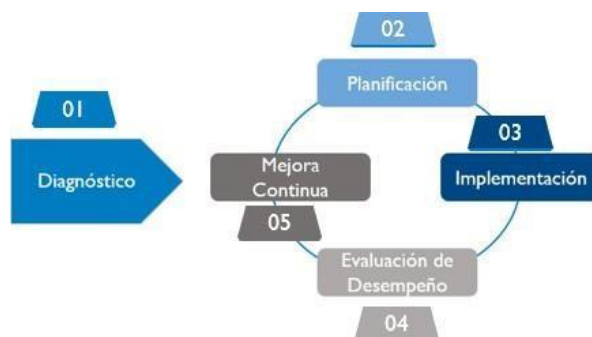 01
Diagnóstico
02
Planificación
03
Implementación
Evaluación de
Desempeño
04
Mejora
Continua
05